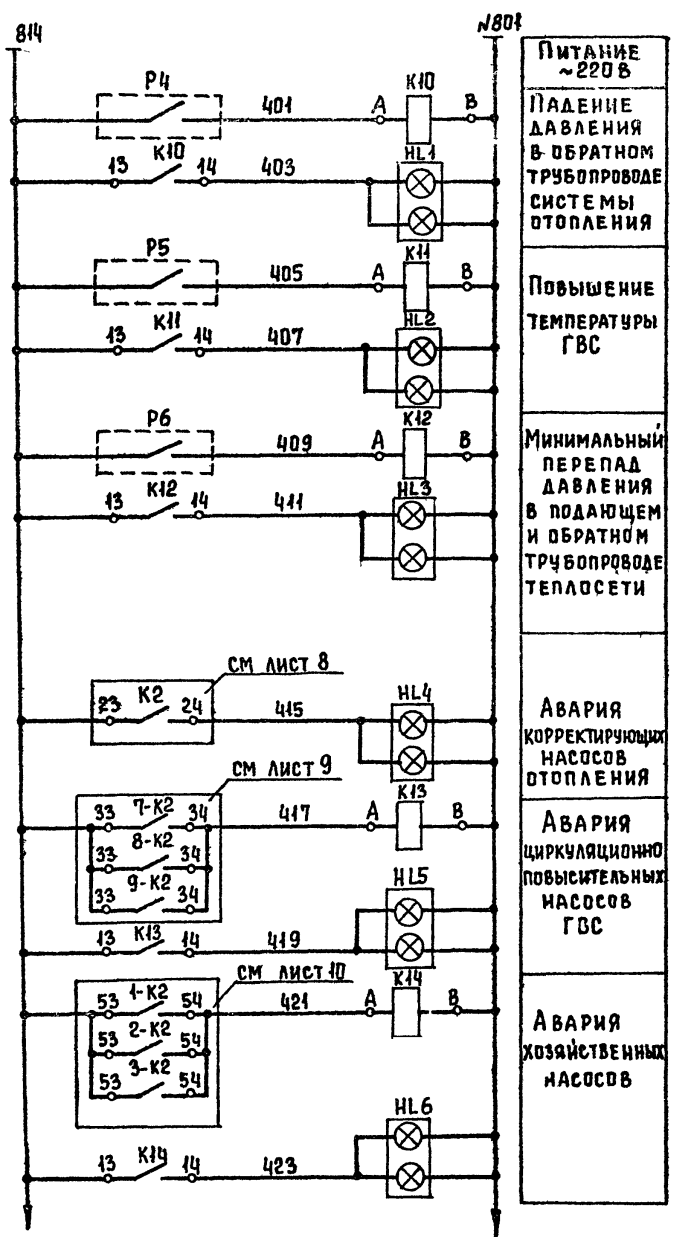 814
N801
Питание
~220 В
P4
401
A
K10
B
Падение
давления
в обратном
трубопроводе
системы
отопления
13
K10
14
403
HL1
P5
405
A
K11
B
Повышение
температуры
ГВС
13
K11
14
407
HL2
P6
409
A
K12
B
Минимальный
перепад
давления
в подающем
и обратном
трубопроводе
теплосети
13
K12
14
411
HL3
см лист 8
23
K2
24
415
HL4
Авария
корректирующих
насосов
отопления
см лист 9
33
7-K2
34
417
A
K13
B
33
8-K2
34
33
9-K2
34
Авария
циркуляционно
повысительных
насосов
ГВС
13
K13
14
419
HL5
см лист 10
53
1-K2
54
421
A
K14
B
53
2-K2
54
53
3-K2
54
Авария
хозяйственных
насосов
13
K14
14
423
HL6